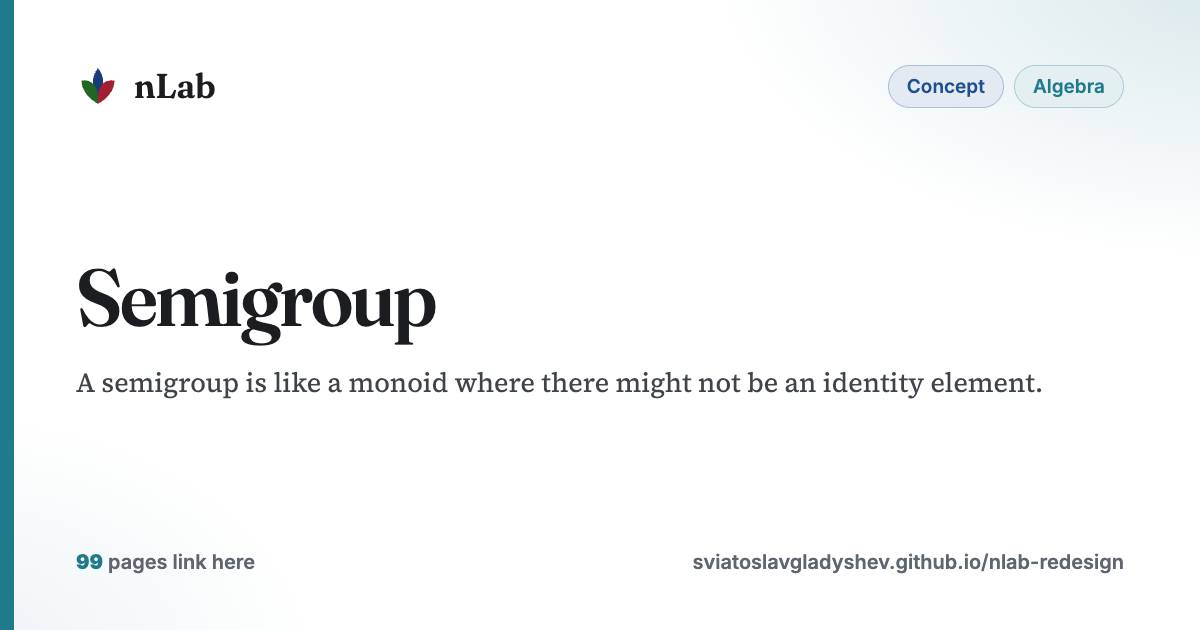 nLab
Concept
Algebra
Semigroup
A semigroup is like a monoid where there might not be an identity element.
99 pages link here
sviatoslavgladyshev.github.io/nlab-redesign